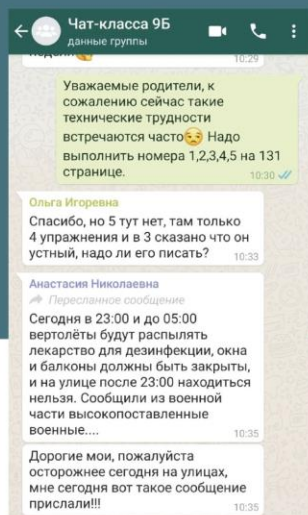 Чат-класса 9Б
данные группы
10:29
Уважаемые родители, к
сожалению сейчас такие
технические трудности
встречаются часто😒 Надо
выполнить номера 1,2,3,4,5 на 131
странице.
10:30
Ольга Игоревна
Спасибо, но 5 тут нет, там только
4 упражнения и в 3 сказано что он
устный, надо ли его писать?
10:33
Анастасия Николаевна
Пересланное сообщение
Сегодня в 23:00 и до 05:00
вертолёты будут распылять
лекарство для дезинфекции, окна
и балконы должны быть закрыты,
и на улице после 23:00 находиться
нельзя. Сообщили из военной
части высокопоставленные
военные....
10:35
Дорогие мои, пожалуйста
осторожнее сегодня на улицах,
мне сегодня вот такое сообщение
прислали!!!
10:35